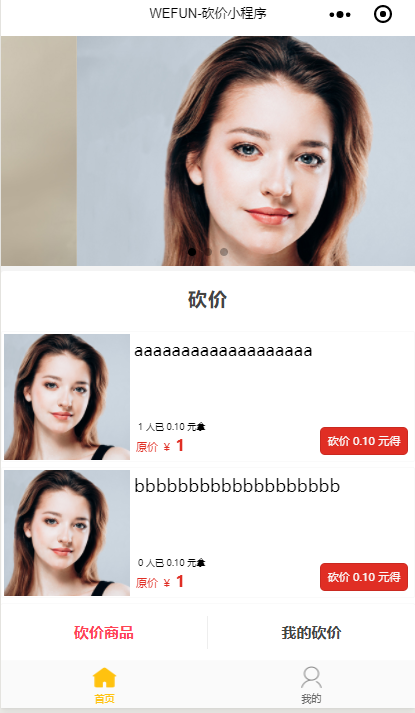 WEFUN-砍价小程序
砍价
aaaaaaaaaaaaaaaaaaa
1 人已 0.10 元拿
原价 ￥ 1
砍价 0.10 元得
bbbbbbbbbbbbbbbbbbb
0 人已 0.10 元拿
原价 ￥ 1
砍价 0.10 元得
砍价商品
我的砍价
首页
我的